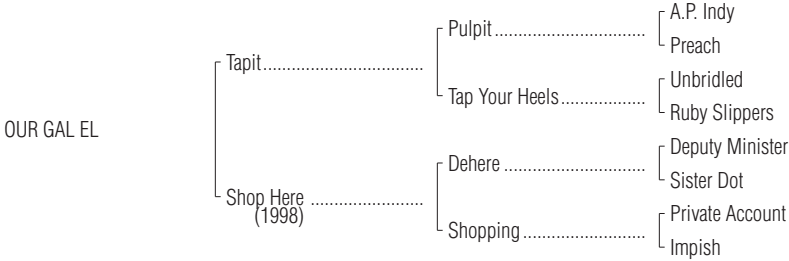 A.P. Indy
Pulpit..................................
Preach
Tapit....................................
Unbridled
Tap Your Heels...................
Ruby Slippers
OUR GAL EL
Deputy Minister
Dehere ................................
Sister Dot
Shop Here .........................
(1998)
Private Account
Shopping............................
Impish